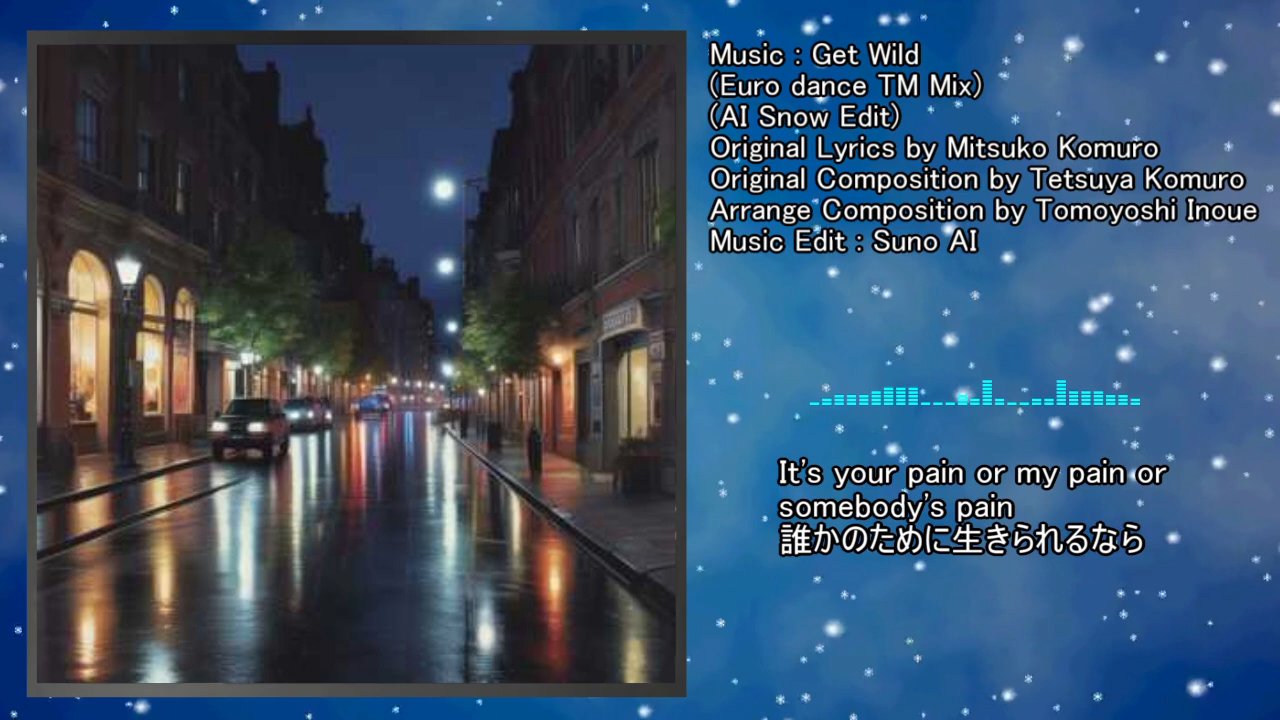 Music : Get Wild
(Euro dance TM Mix)
(AI Snow Edit)
Original Lyrics by Mitsuko Komuro
Original Composition by Tetsuya Komuro
Arrange Composition by Tomoyoshi Inoue
Music Edit : Suno AI
It's your pain or my pain or
somebody's pain
誰かのために生きられるなら